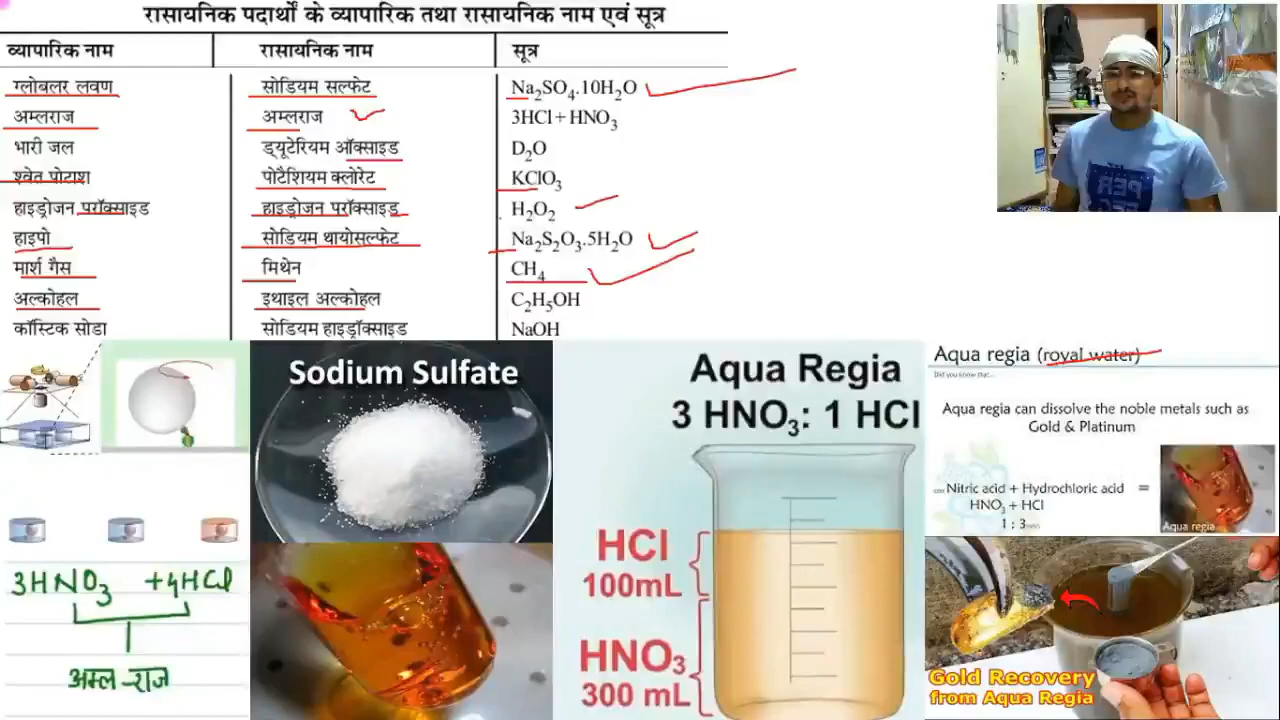 रासायनिक पदार्थों के व्यापारिक तथा रासायनिक नाम एवं सूत्र
व्यापारिक नाम रासायनिक नाम सूत्र
ग्लोबलर लवण सोडियम सल्फेट Na₂SO₄.10H₂O
अम्लराज अम्लराज 3HCl + HNO₃
भारी जल ड्यूटेरियम ऑक्साइड D₂O
श्वेत पोटाश पोटैशियम क्लोरेट KClO₃
हाइड्रोजन परॉक्साइड हाइड्रोजन परॉक्साइड H₂O₂
हाइपो सोडियम थायोसल्फेट Na₂S₂O₃.5H₂O
मार्श गैस मिथेन CH₄
अल्कोहल इथाइल अल्कोहल C₂H₅OH
कॉस्टिक सोडा सोडियम हाइड्रॉक्साइड NaOH
Sodium Sulfate
Aqua Regia
3 HNO₃: 1 HCl
HCl
100mL
HNO₃
300 mL
Aqua regia (royal water)
Did you know that...
Aqua regia can dissolve the noble metals such as
Gold & Platinum
Nitric acid + Hydrochloric acid =
HNO₃ + HCl
1 : 3
Aqua regia
3HNO₃ +4HCl
अम्ल-राज
Gold Recovery
from Aqua Regia
PER